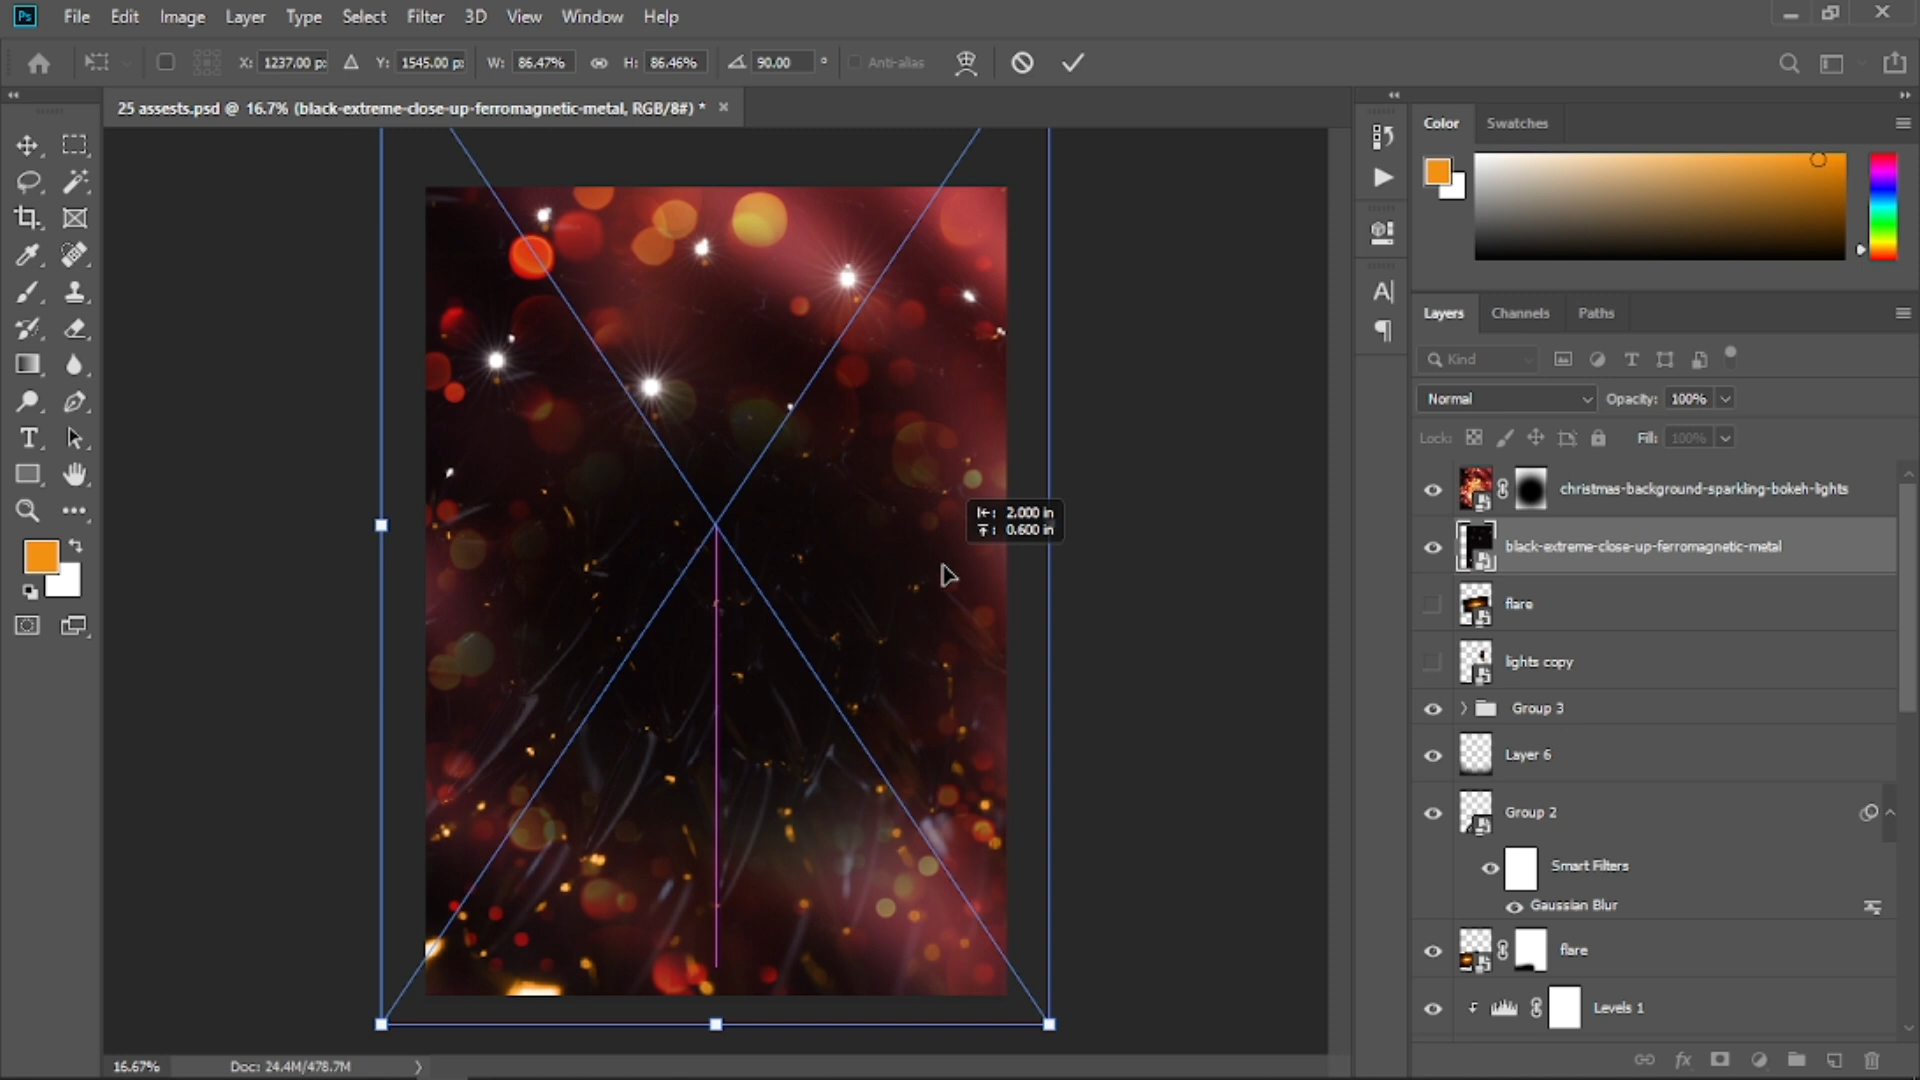 Ps File Edit Image Layer Type Select Filter 3D View Window Help
X: 1237.00 p: Y: 1545.00 p: W: 86.47% H: 86.46% 90.00 ° Anti-alias
25 assests.psd @ 16.7% (black-extreme-close-up-ferromagnetic-metal, RGB/8#) * ×
Color Swatches
Layers Channels Paths
Kind
Normal Opacity: 100%
Lock: Fill: 100%
christmas-background-sparkling-bokeh-lights
2.000 in
0.600 in
black-extreme-close-up-ferromagnetic-metal
flare
lights copy
Group 3
Layer 6
Group 2
Smart Filters
Gaussian Blur
flare
Levels 1
fx
16.67% Doc: 24.4M/478.7M